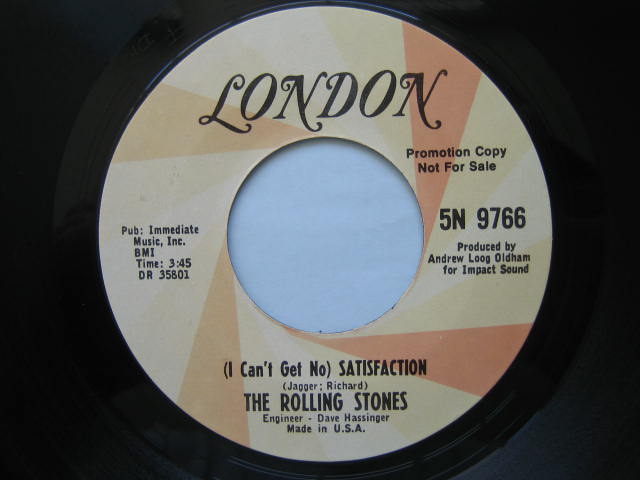 LONDON
Promotion Copy
Not For Sale
5N 9766
Pub: Immediate
Music, Inc.
BMI
Time: 3:45
DR 35801
Produced by
Andrew Loog Oldham
for Impact Sound
(I Can't Get No) SATISFACTION
(Jagger; Richard)
THE ROLLING STONES
Engineer - Dave Hassinger
Made in U.S.A.